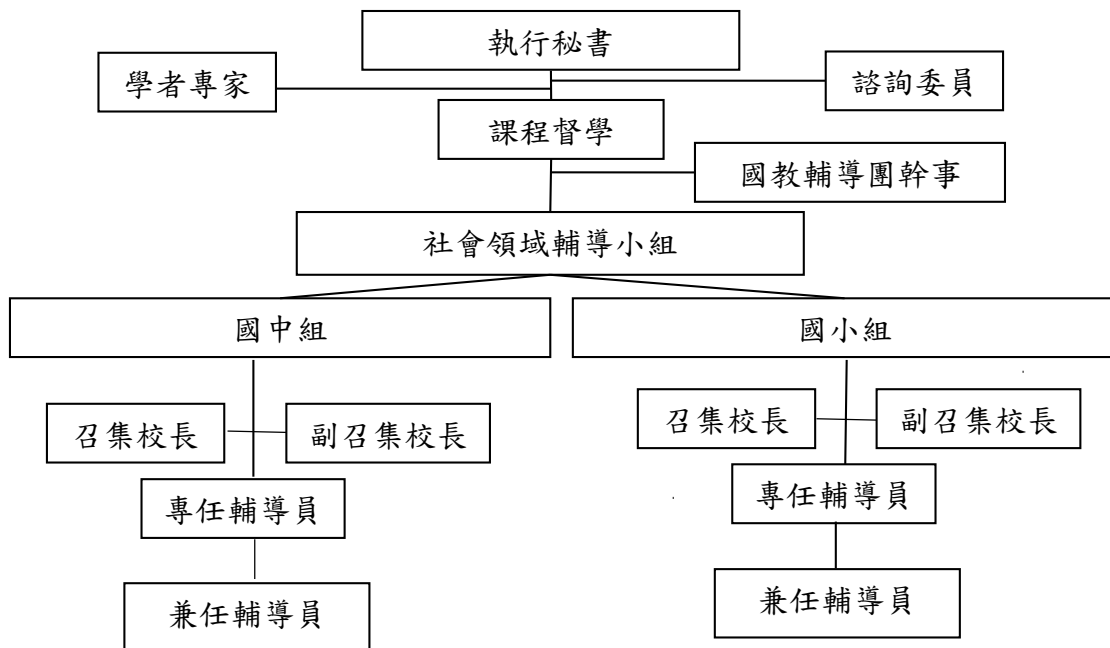 執行秘書
學者專家
諮詢委員
課程督學
國教輔導團幹事
社會領域輔導小組
國中組
國小組
召集校長
副召集校長
召集校長
副召集校長
專任輔導員
專任輔導員
兼任輔導員
兼任輔導員